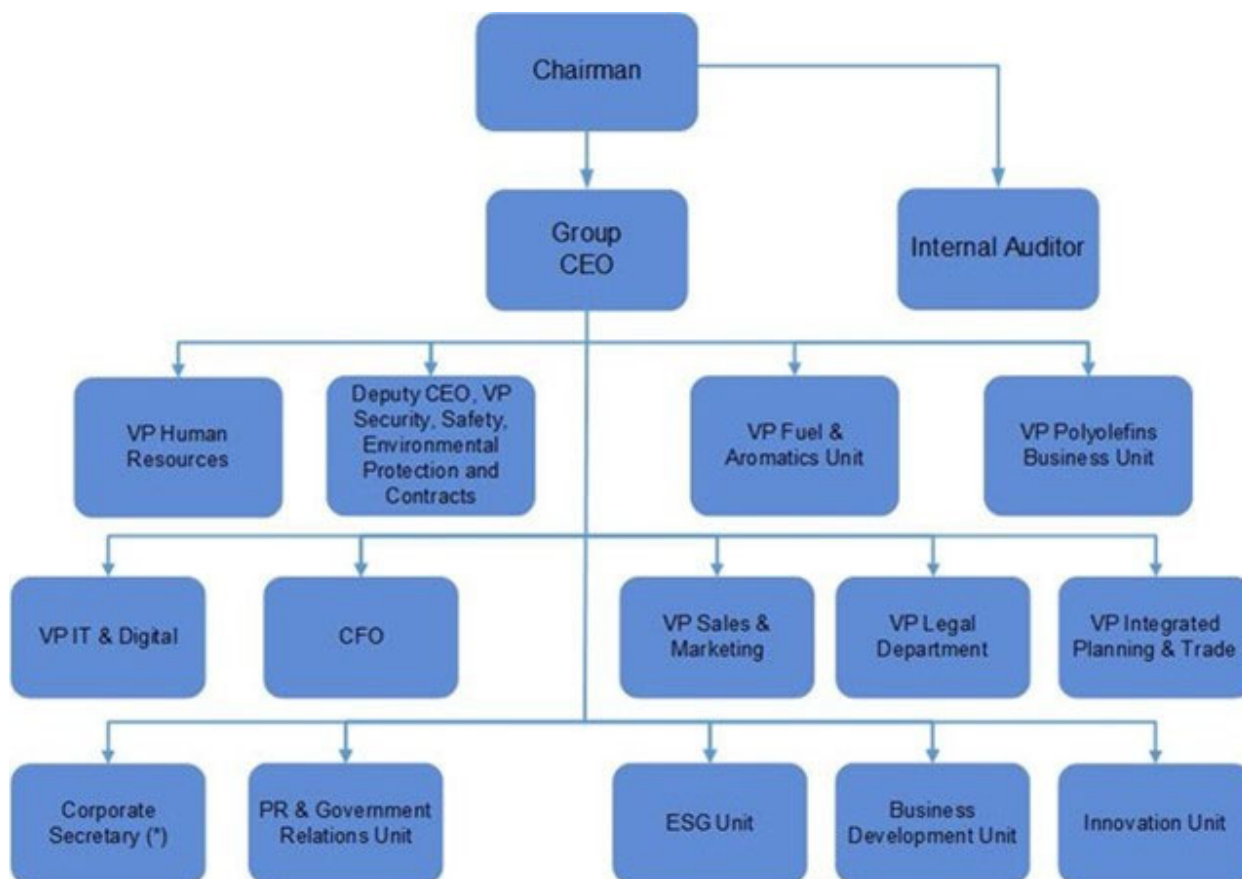 Chairman
Group
CEO
Internal Auditor
VP Human
Resources
Deputy CEO, VP
Security, Safety,
Environmental
Protection and
Contracts
VP Fuel &
Aromatics Unit
VP Polyolefins
Business Unit
VP IT & Digital
CFO
VP Sales &
Marketing
VP Legal
Department
VP Integrated
Planning & Trade
Corporate
Secretary (*)
PR & Government
Relations Unit
ESG Unit
Business
Development Unit
Innovation Unit